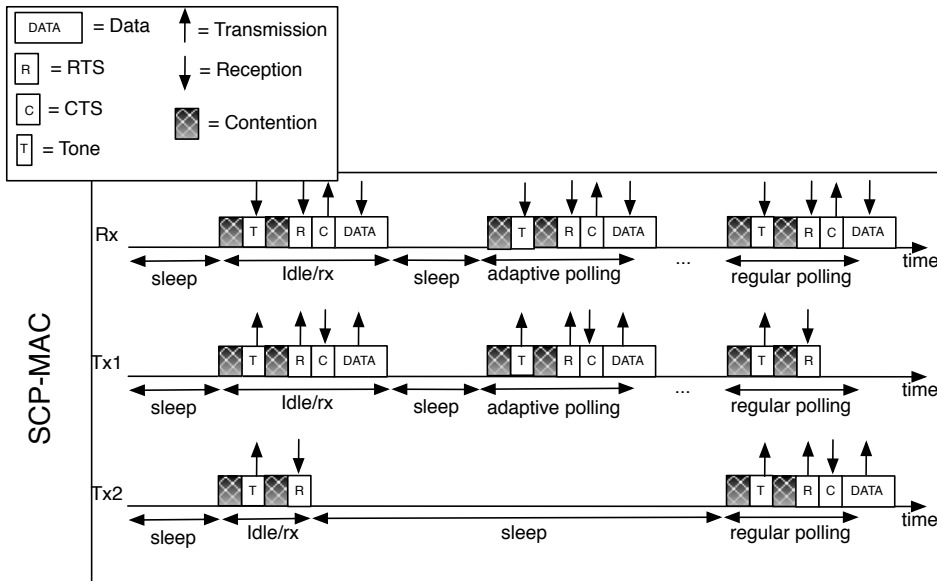 DATA = Data
= Transmission
R = RTS
= Reception
C = CTS
= Contention
T = Tone
SCP-MAC
Rx
T R C DATA T R C DATA T R C DATA
time
sleep Idle/rx sleep adaptive polling ... regular polling
Tx1
T R C DATA T R C DATA T R
time
sleep Idle/rx sleep adaptive polling ... regular polling
Tx2
T R T R C DATA
time
sleep Idle/rx sleep regular polling